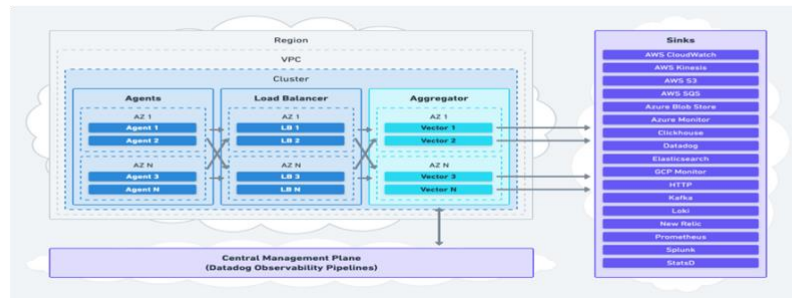 Region
VPC
Cluster
Agents
AZ 1
Agent 1
Agent 2
AZ N
Agent 3
Agent N
Load Balancer
AZ 1
LB 1
LB 2
AZ N
LB 3
LB N
Aggregator
AZ 1
Vector 1
Vector 2
AZ N
Vector 3
Vector N
Central Management Plane
(Datadog Observability Pipelines)
Sinks
AWS CloudWatch
AWS Kinesis
AWS S3
AWS SQS
Azure Blob Store
Azure Monitor
Clickhouse
Datadog
Elasticsearch
GCP Monitor
HTTP
Kafka
Loki
New Relic
Prometheus
Splunk
StatsD